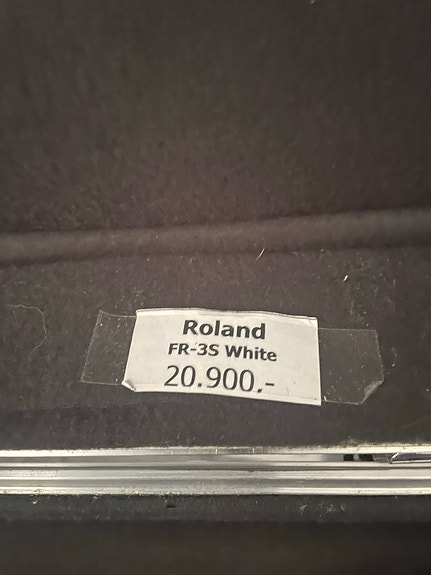 Roland
FR-3S White
20.900.-